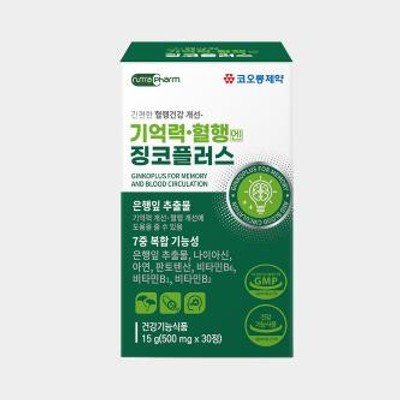 nutrapharm
코오롱제약
간편한 혈행건강 개선-
기억력·혈행엔
징코플러스
GINKOPLUS FOR MEMORY
AND BLOOD CIRCULATION
GINKOPLUS FOR MEMORY
은행잎 추출물
기억력 개선·혈행 개선에
도움을 줄 수 있음
7중 복합 기능성
은행잎 추출물, 나이아신,
아연, 판토텐산, 비타민B₆,
비타민B₁, 비타민B₂
GMP
건강
기능식품
건강기능식품
15 g(500 mg x 30정)